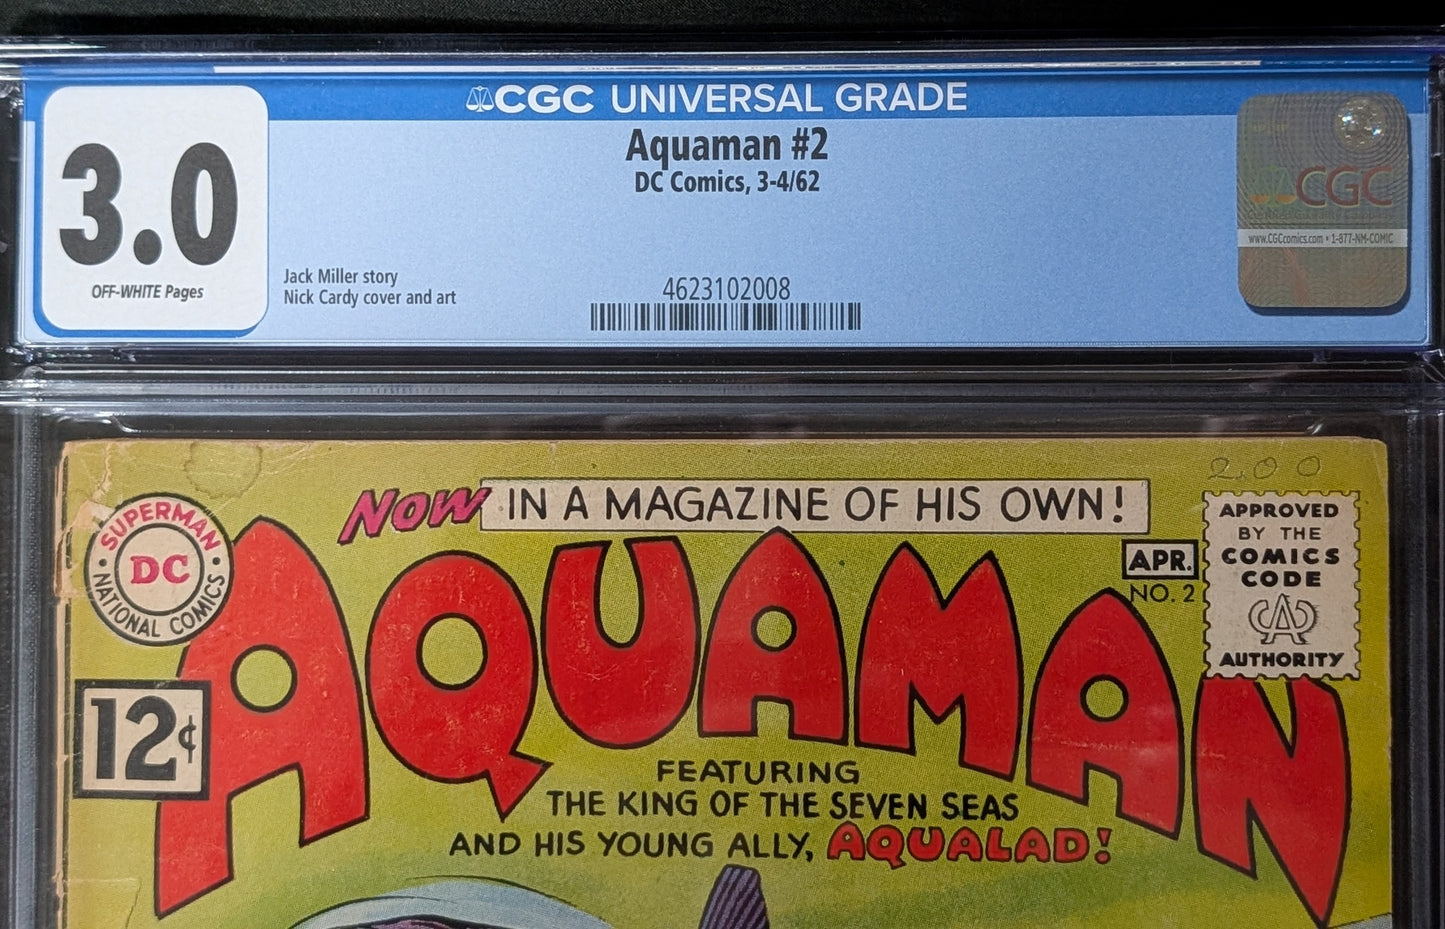 CGC UNIVERSAL GRADE
3.0
OFF-WHITE Pages
Aquaman #2
DC Comics, 3-4/62
Jack Miller story
Nick Cardy cover and art
4623102008
CGC
www.CGCcomics.com • 1-877-NM-COMIC
2.00
NOW IN A MAGAZINE OF HIS OWN!
SUPERMAN
DC
NATIONAL COMICS
12¢
AQUAMAN
APR.
NO. 2
APPROVED
BY THE
COMICS
CODE
CA
AUTHORITY
FEATURING
THE KING OF THE SEVEN SEAS
AND HIS YOUNG ALLY, AQUALAD!